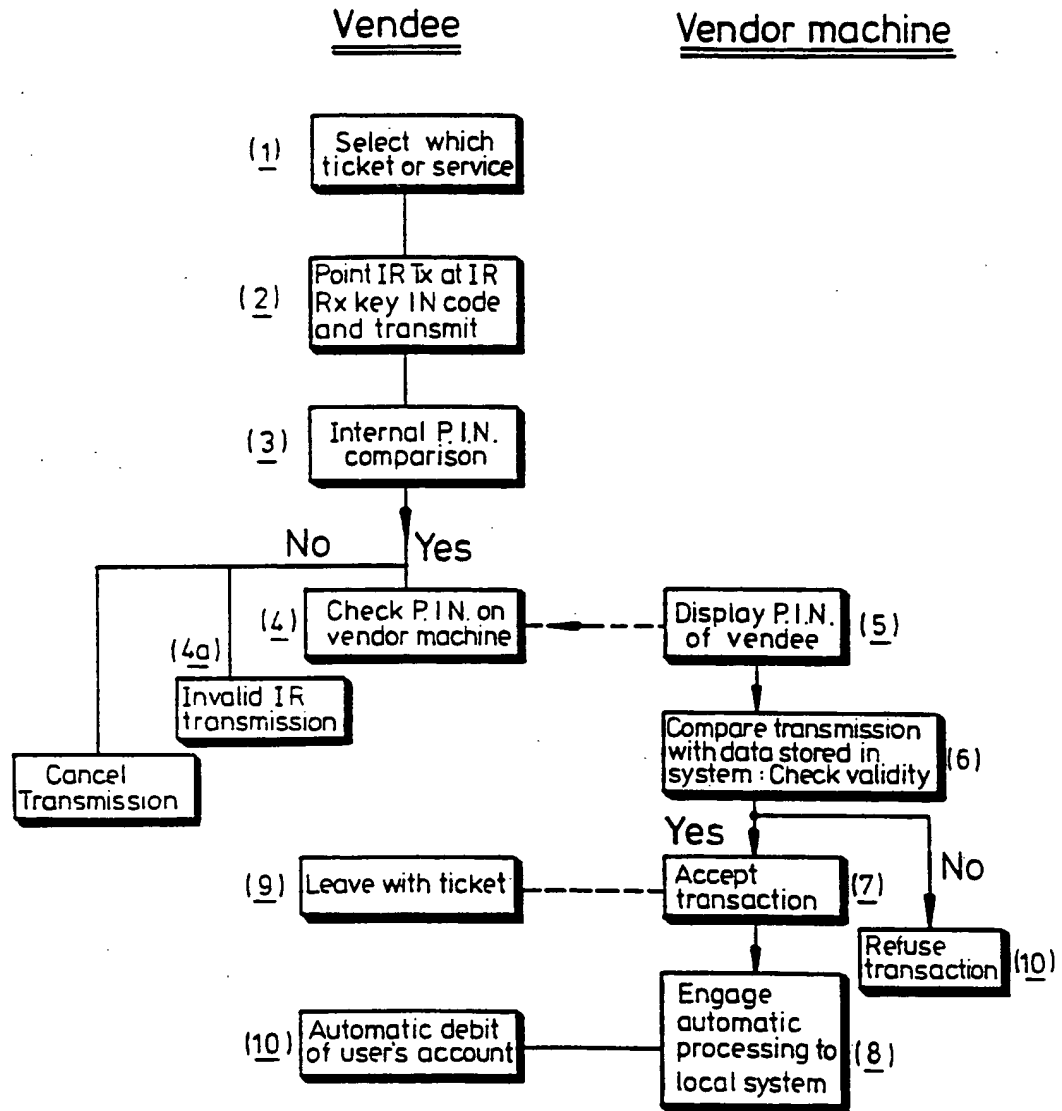 Vendee
Vendor machine
(1)
Select which
ticket or service
(2)
Point IR Tx at IR
Rx key IN code
and transmit
(3)
Internal P.I.N.
comparison
No
Yes
(4)
Check P.I.N. on
vendor machine
Display P.I.N.
of vendee
(5)
(4a)
Invalid IR
transmission
Cancel
Transmission
Compare transmission
with data stored in
system : Check validity
(6)
Yes
No
(9)
Leave with ticket
Accept
transaction
(7)
Refuse
transaction
(10)
(10)
Automatic debit
of user's account
Engage
automatic
processing to
local system
(8)